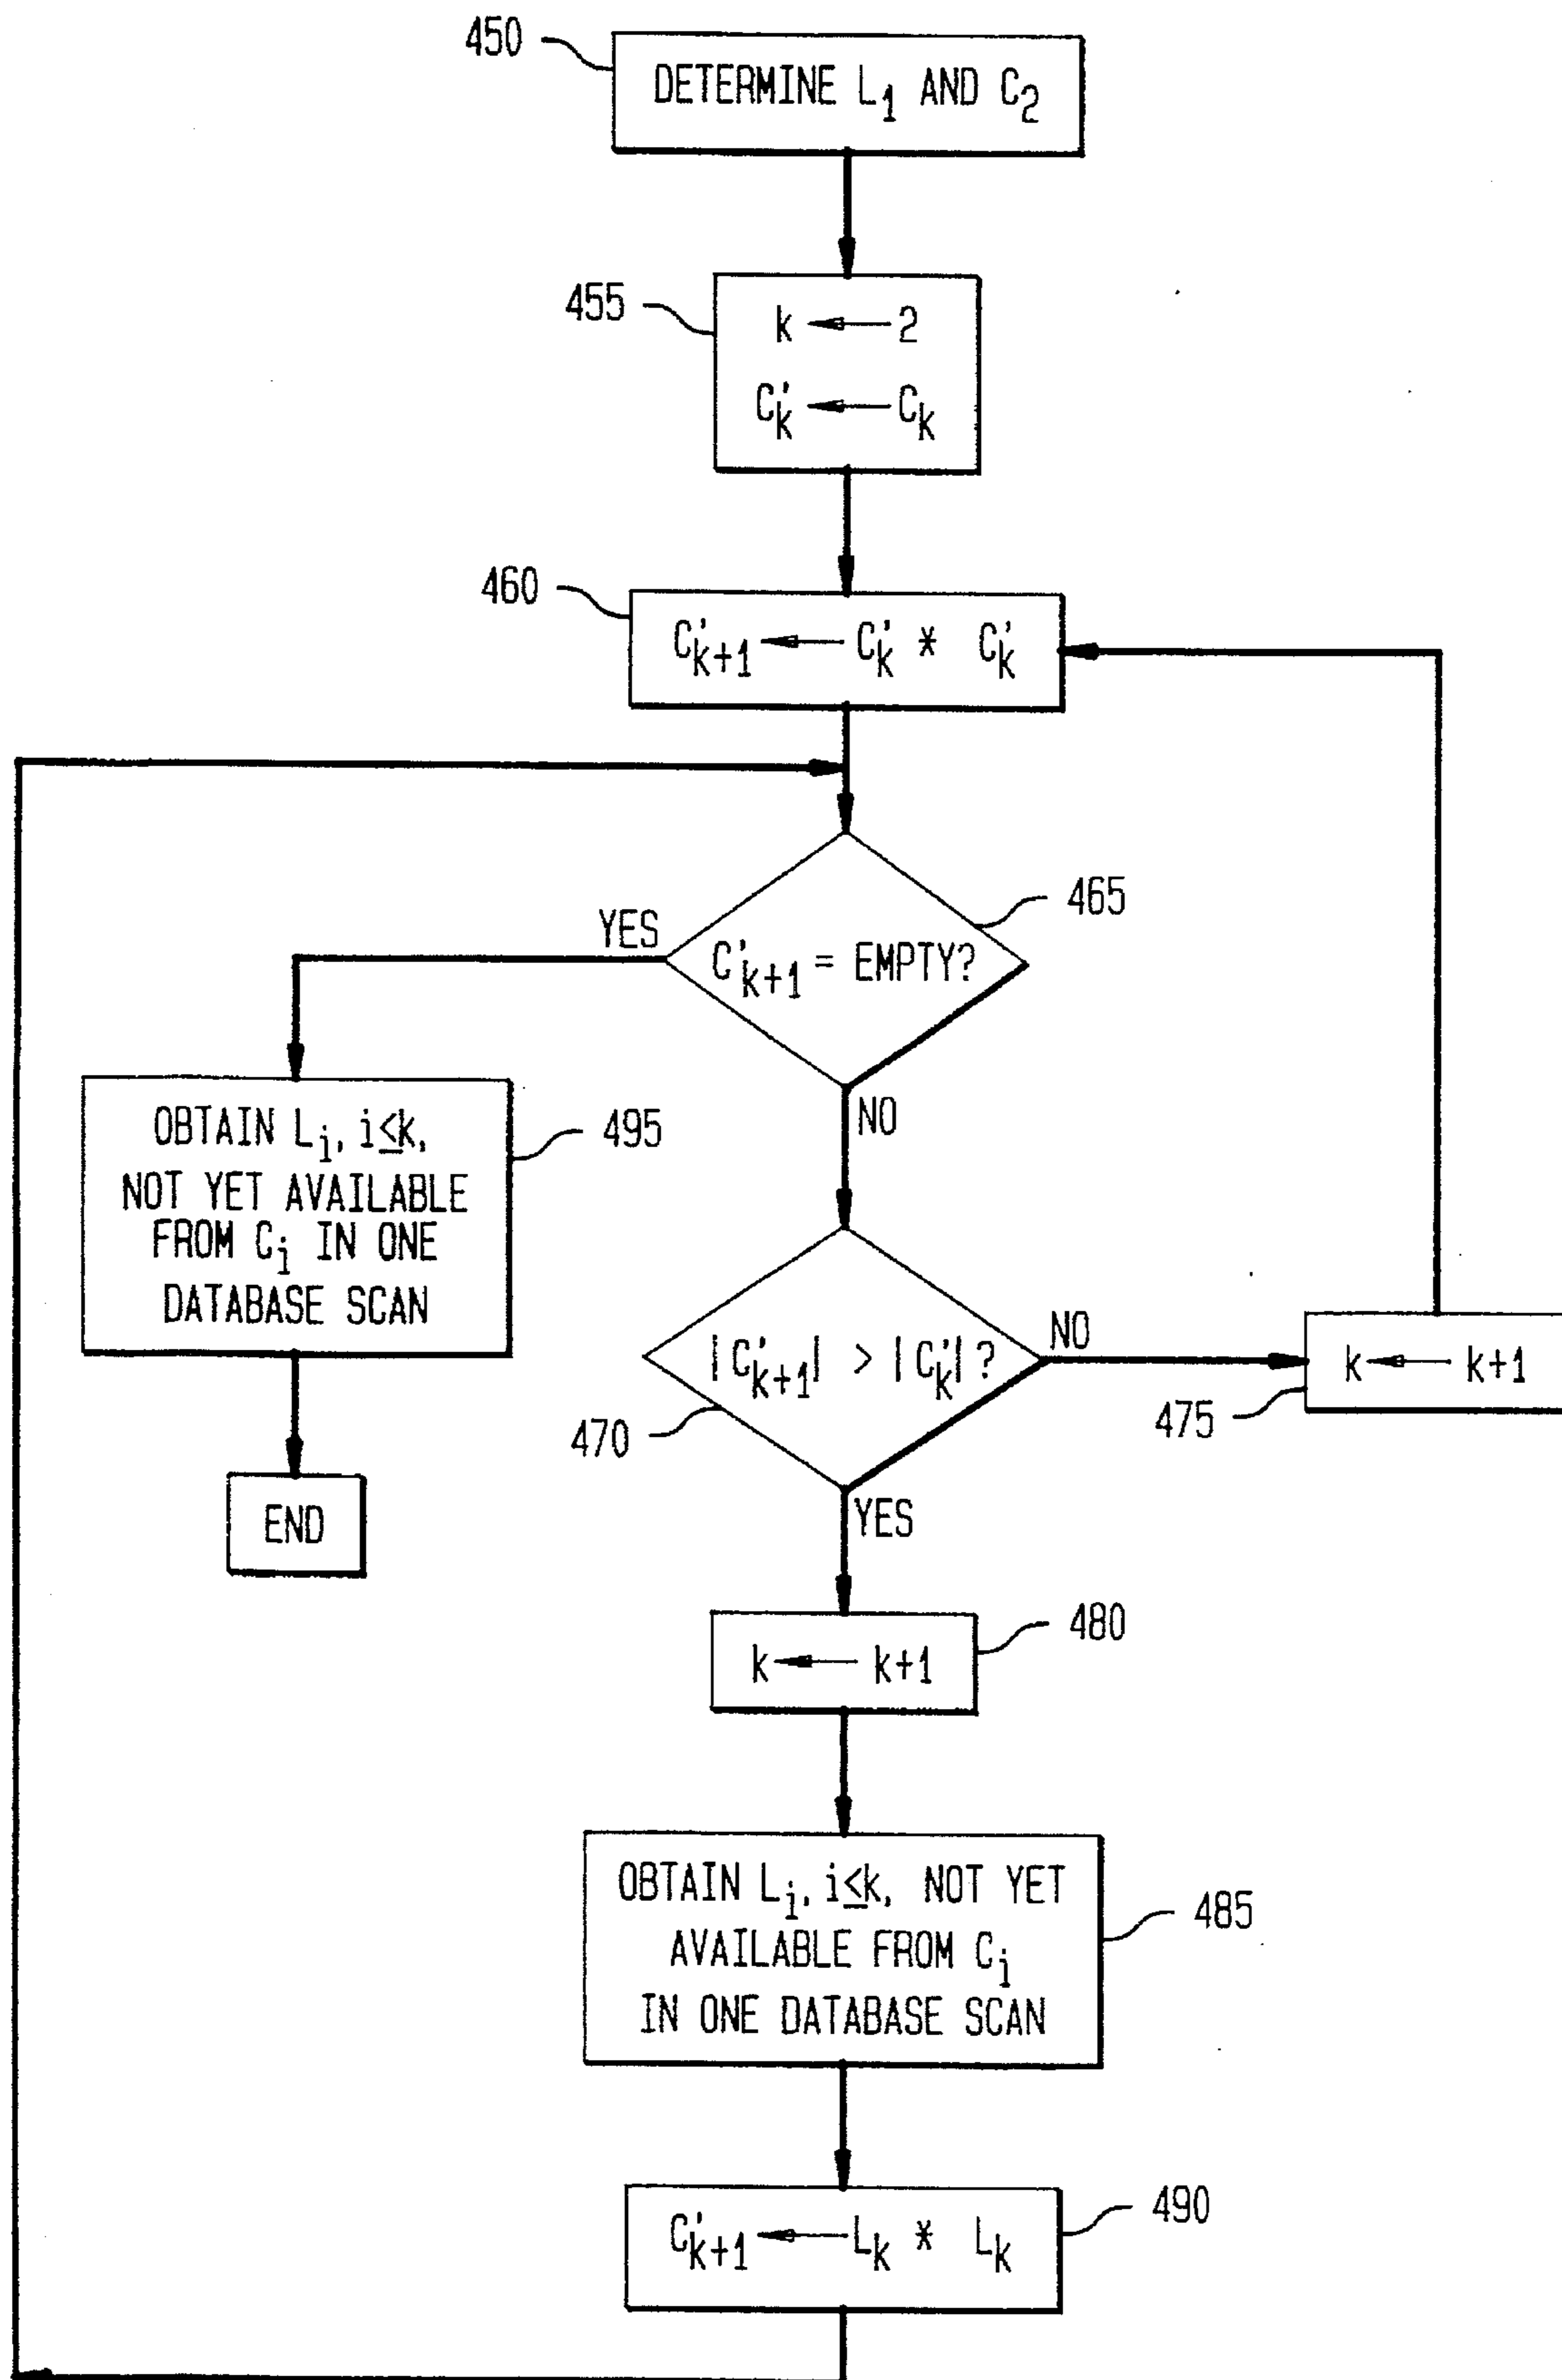 450
DETERMINE L₁ AND C₂
455
k ← 2
C'ₖ ← Cₖ
460
C'ₖ₊₁ ← C'ₖ * C'ₖ
465
YES
C'ₖ₊₁ = EMPTY?
NO
OBTAIN Lᵢ, i≤k,
NOT YET AVAILABLE
FROM Cᵢ IN ONE
DATABASE SCAN
495
END
|C'ₖ₊₁| > |C'ₖ| ?
NO
470
YES
k ← k+1
475
k ← k+1
480
OBTAIN Lᵢ, i≤k, NOT YET
AVAILABLE FROM Cᵢ
IN ONE DATABASE SCAN
485
C'ₖ₊₁ ← Lₖ * Lₖ
490